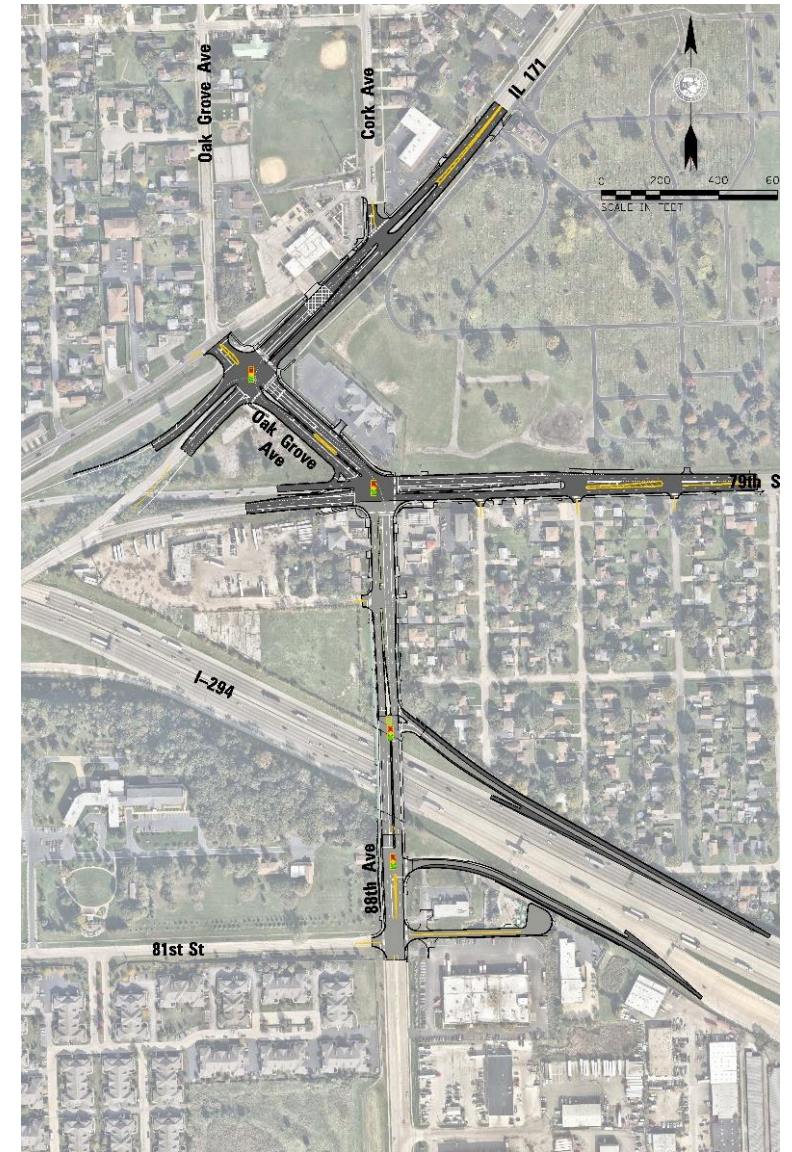 Oak Grove Ave
Cork Ave
IL 171
0 200 400 60
SCALE IN FEET
Oak Grove
Ave
79th S
I-294
88th Ave
81st St